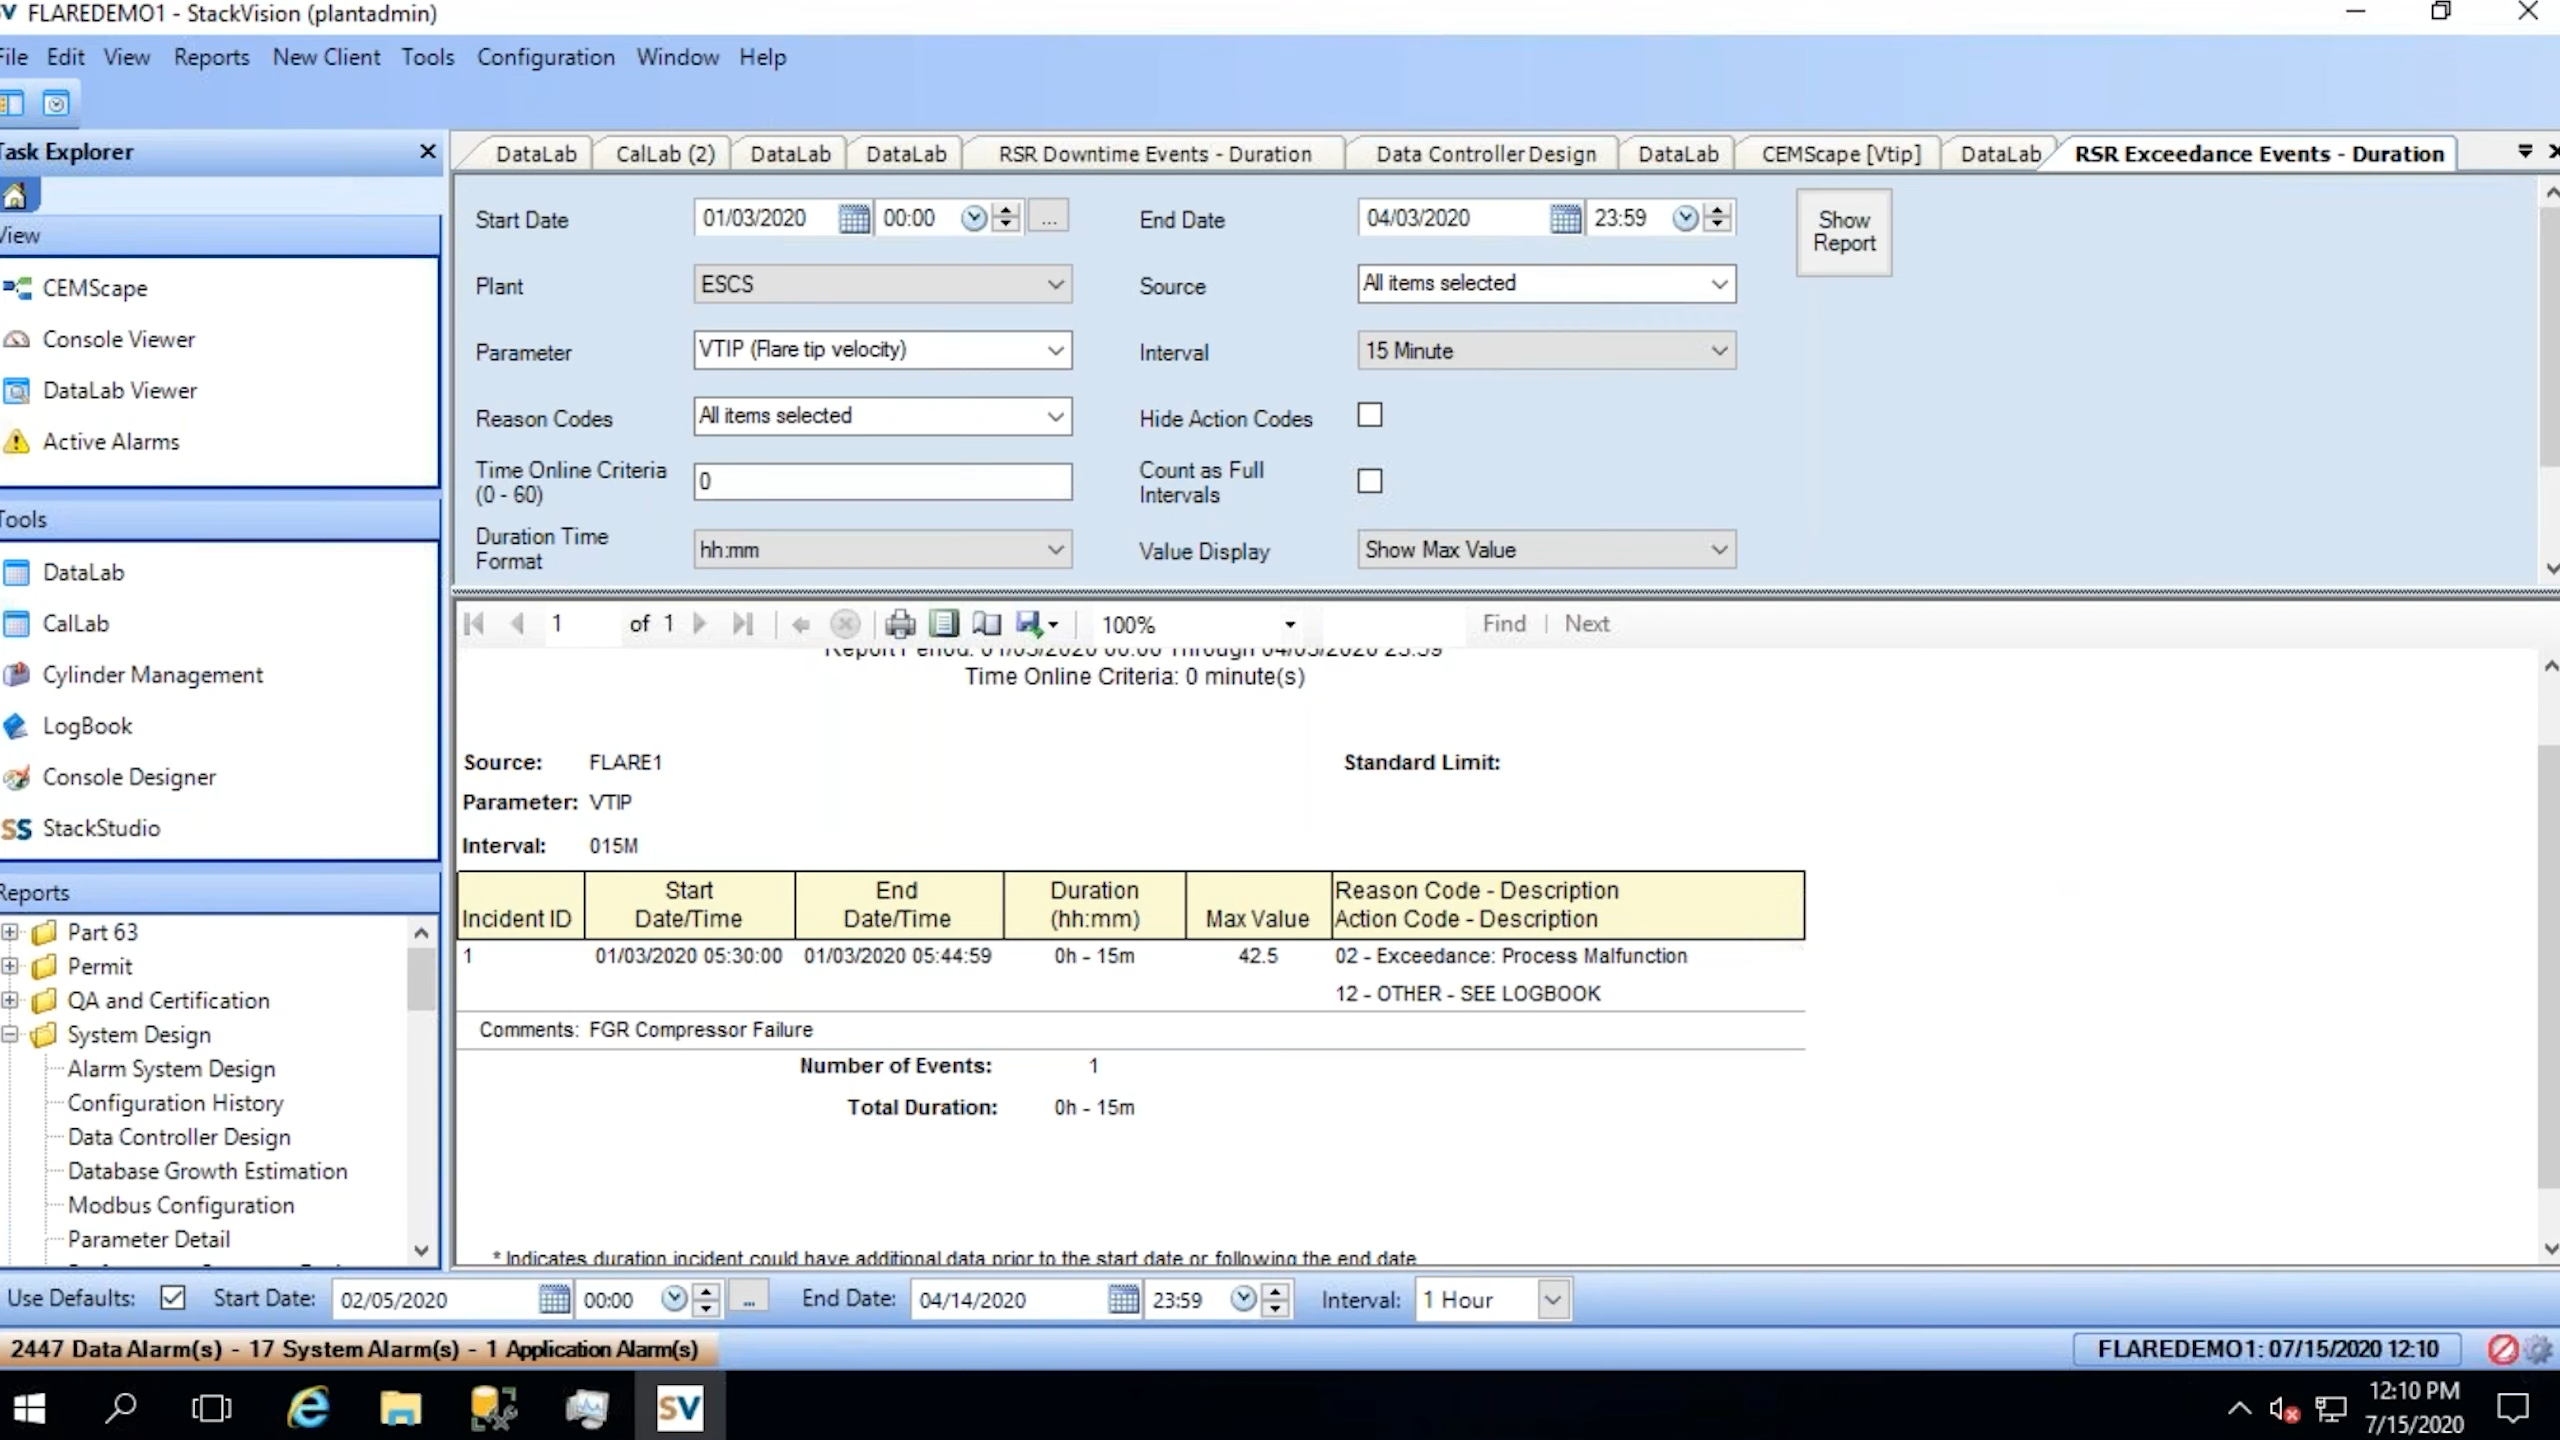 FLAREDEMO1 - StackVision (plantadmin)
File Edit View Reports New Client Tools Configuration Window Help
Task Explorer
DataLab CalLab (2) DataLab DataLab RSR Downtime Events - Duration Data Controller Design DataLab CEMScape [Vtip] DataLab RSR Exceedance Events - Duration
View
CEMScape
Console Viewer
DataLab Viewer
Active Alarms
Tools
DataLab
CalLab
Cylinder Management
LogBook
Console Designer
SS StackStudio
Reports
Part 63
Permit
QA and Certification
System Design
Alarm System Design
Configuration History
Data Controller Design
Database Growth Estimation
Modbus Configuration
Parameter Detail
Start Date 01/03/2020 00:00 ... End Date 04/03/2020 23:59
Show
Report
Plant ESCS Source All items selected
Parameter VTIP (Flare tip velocity) Interval 15 Minute
Reason Codes All items selected Hide Action Codes
Time Online Criteria
(0 - 60)
0
Count as Full
Intervals
Duration Time
Format
hh:mm
Value Display Show Max Value
1 of 1 100% Find | Next
Report Period: 01/03/2020 00:00 Through 04/03/2020 23:59
Time Online Criteria: 0 minute(s)
Source: FLARE1 Standard Limit:
Parameter: VTIP
Interval: 015M
Incident ID
Start
Date/Time
End
Date/Time
Duration
(hh:mm)
Max Value
Reason Code - Description
Action Code - Description
1 01/03/2020 05:30:00 01/03/2020 05:44:59 0h - 15m 42.5 02 - Exceedance: Process Malfunction
12 - OTHER - SEE LOGBOOK
Comments: FGR Compressor Failure
Number of Events: 1
Total Duration: 0h - 15m
* Indicates duration incident could have additional data prior to the start date or following the end date
Use Defaults: Start Date: 02/05/2020 00:00 ... End Date: 04/14/2020 23:59 Interval: 1 Hour
2447 Data Alarm(s) - 17 System Alarm(s) - 1 Application Alarm(s)
FLAREDEMO1: 07/15/2020 12:10
SV
12:10 PM
7/15/2020